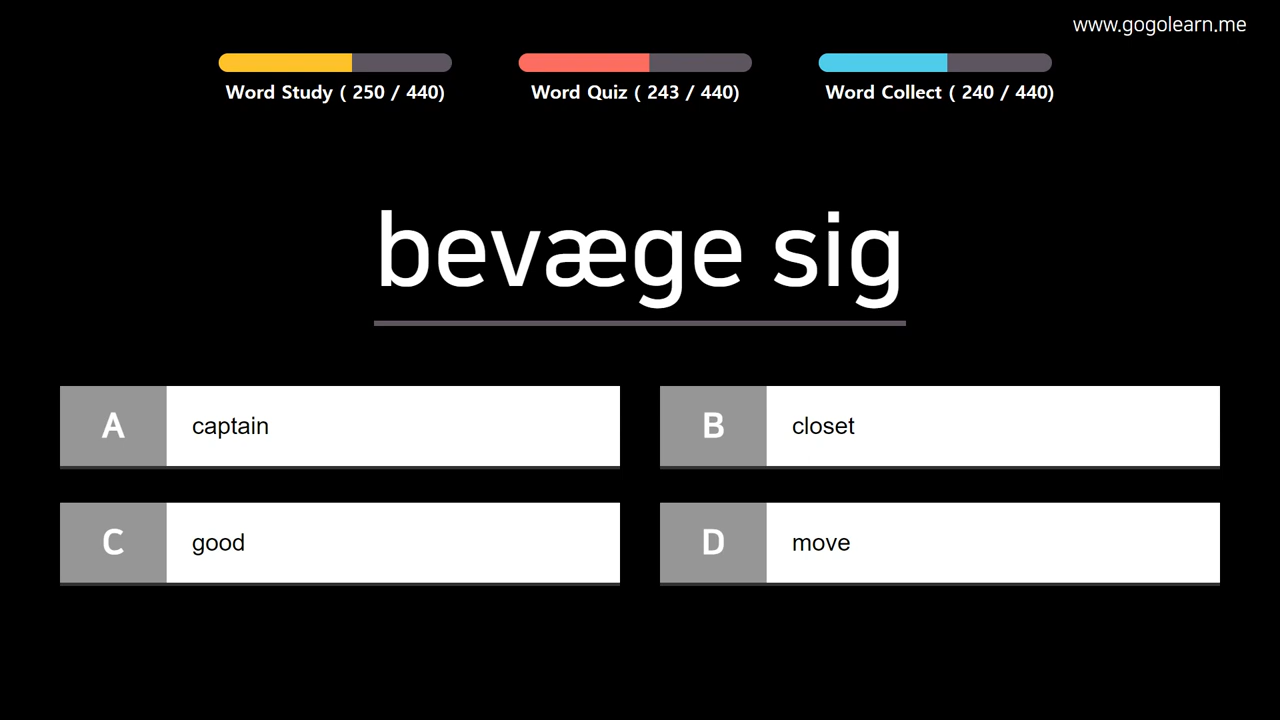 www.gogolearn.me
Word Study ( 250 / 440)
Word Quiz ( 243 / 440)
Word Collect ( 240 / 440)
bevæge sig
A captain
B closet
C good
D move